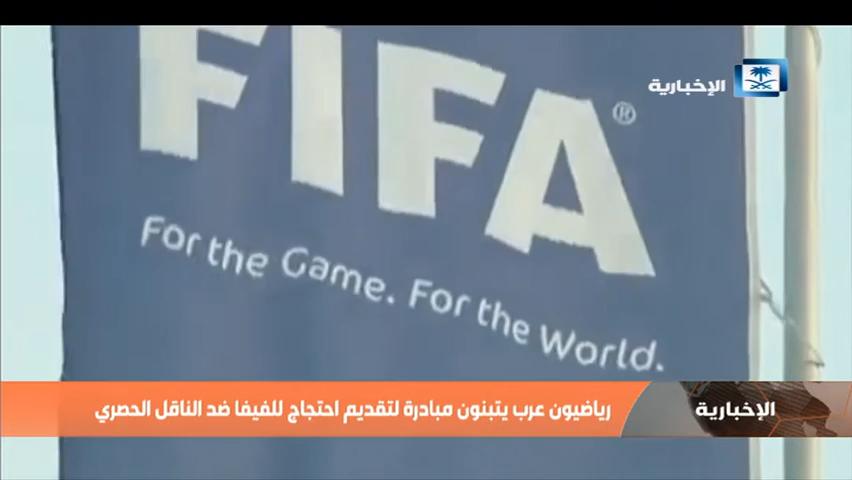 الإخبارية
FIFA®
For the Game. For the World.
الإخبارية
رياضيون عرب يتبنون مبادرة لتقديم احتجاج للفيفا ضد الناقل الحصري